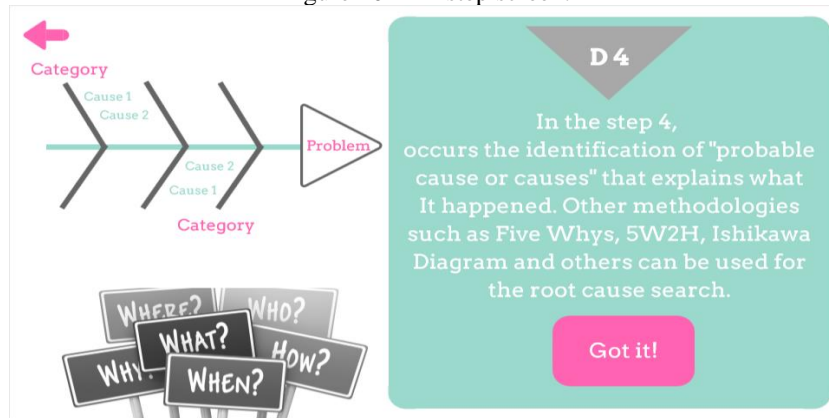 Category
Cause 1
Cause 2
Problem
Cause 2
Cause 1
Category
WHERE?
WHO?
WHAT?
HOW?
WHY?
WHEN?
D 4
In the step 4,
occurs the identification of "probable
cause or causes" that explains what
It happened. Other methodologies
such as Five Whys, 5W2H, Ishikawa
Diagram and others can be used for
the root cause search.
Got it!